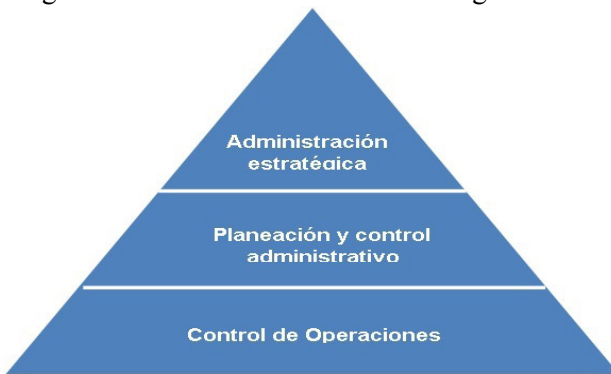 Administración
estratégica
Planeación y control
administrativo
Control de Operaciones